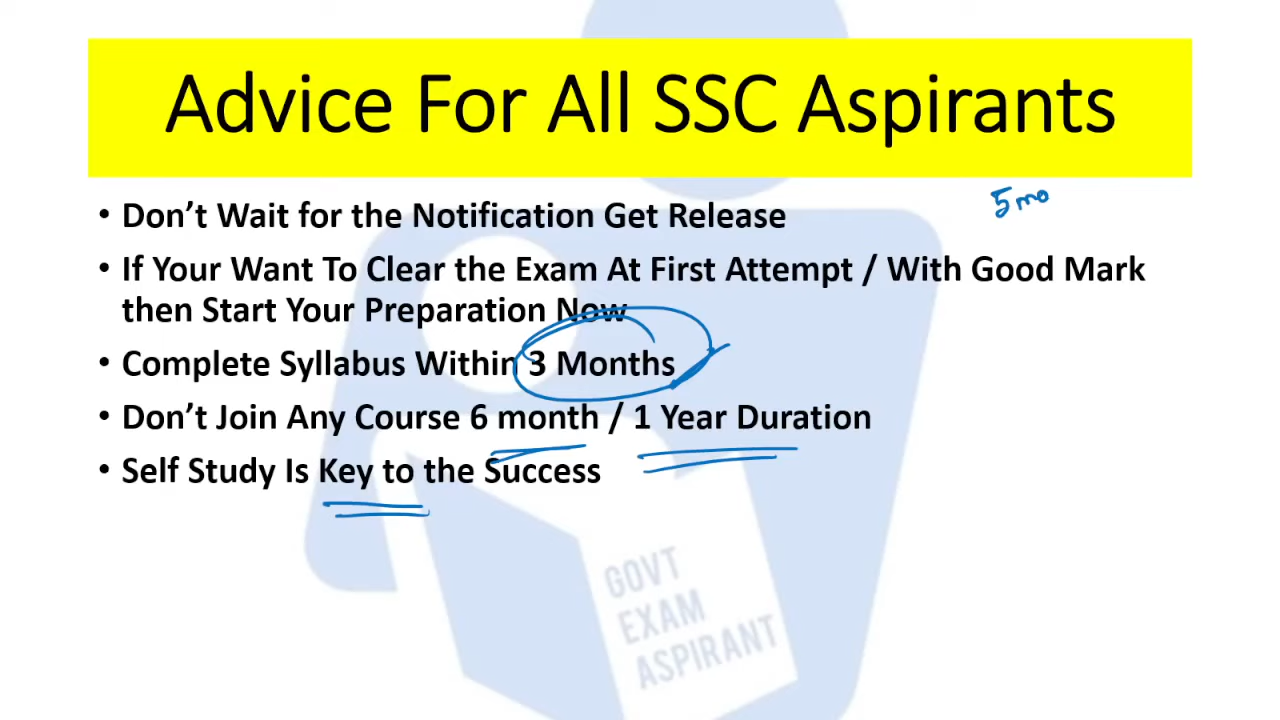 Advice For All SSC Aspirants
5mo
• Don't Wait for the Notification Get Release
• If Your Want To Clear the Exam At First Attempt / With Good Mark
then Start Your Preparation Now
• Complete Syllabus Within 3 Months
• Don't Join Any Course 6 month / 1 Year Duration
• Self Study Is Key to the Success
GOVT
EXAM
ASPIRANT